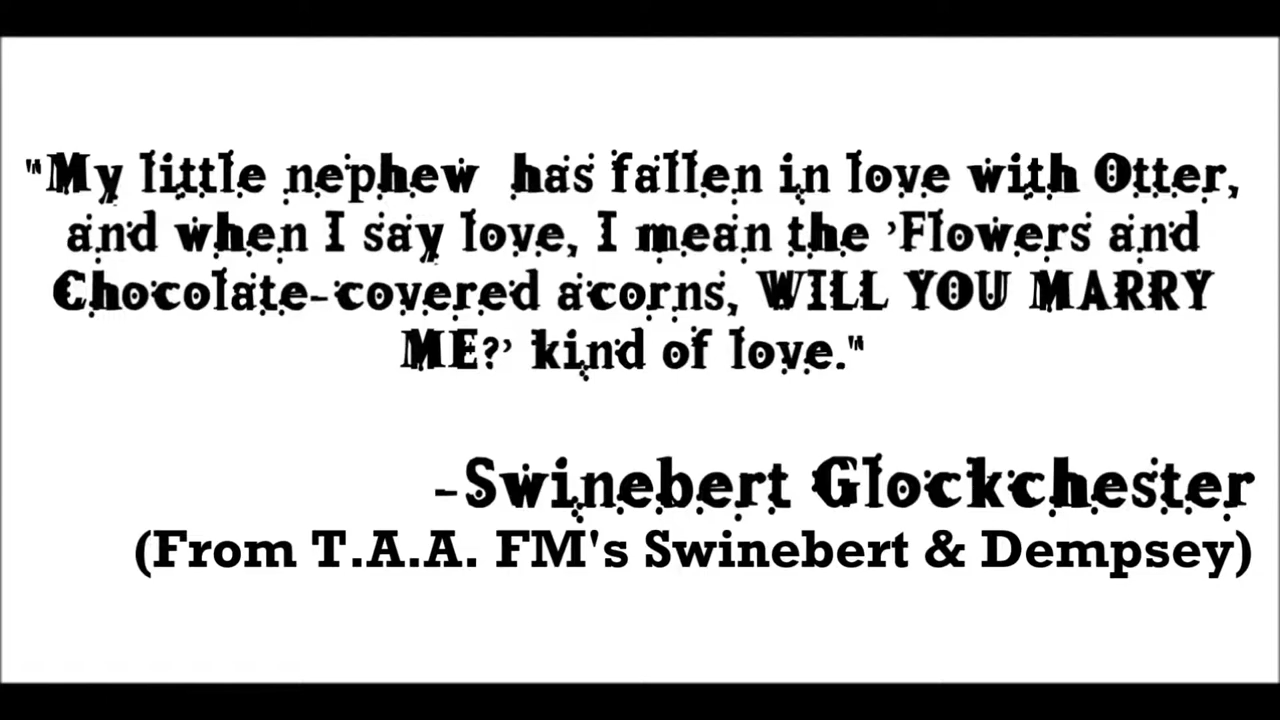 "My little nephew has fallen in love with Otter,
and when I say love, I mean the 'Flowers and
Chocolate-covered acorns, WILL YOU MARRY
ME?' kind of love."
-Swinebert Glockchester
(From T.A.A. FM's Swinebert & Dempsey)